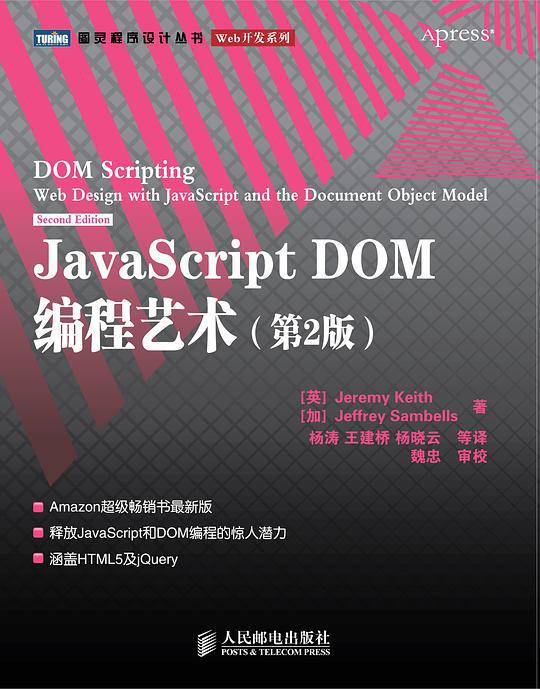 TURING 图灵程序设计丛书 Web开发系列 Apress®
DOM Scripting
Web Design with JavaScript and the Document Object Model
Second Edition
JavaScript DOM
编程艺术（第2版）
[英] Jeremy Keith
[加] Jeffrey Sambells 著
杨涛 王建桥 杨晓云 等译
魏忠 审校
Amazon超级畅销书最新版
释放JavaScript和DOM编程的惊人潜力
涵盖HTML5及jQuery
人民邮电出版社
POSTS & TELECOM PRESS